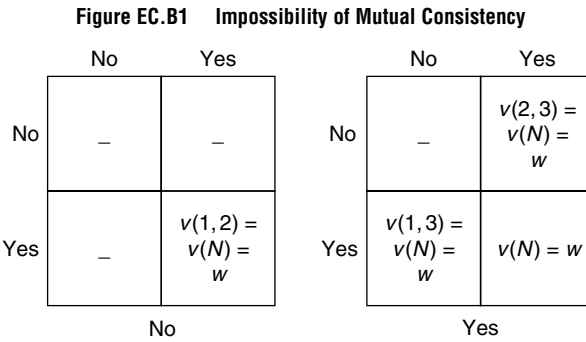 Figure EC.B1 Impossibility of Mutual Consistency
No Yes No Yes
No – – No – v(2, 3) =
v(N) =
w
Yes – v(1, 2) =
v(N) =
w
Yes v(1, 3) =
v(N) =
w
v(N) = w
No Yes